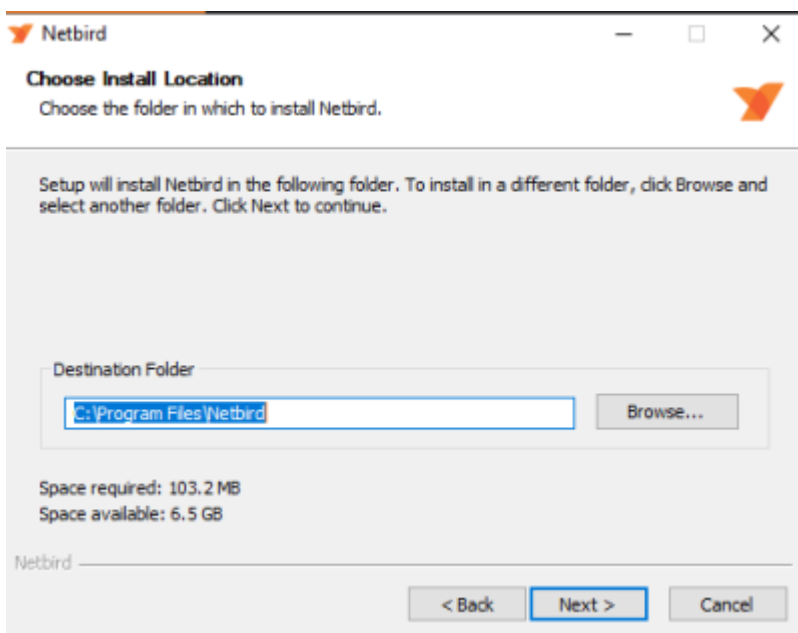 Netbird
Choose Install Location
Choose the folder in which to install Netbird.
Setup will install Netbird in the following folder. To install in a different folder, click Browse and
select another folder. Click Next to continue.
Destination Folder
C:\Program Files\Netbird
Browse...
Space required: 103.2 MB
Space available: 6.5 GB
Netbird
< Back
Next >
Cancel